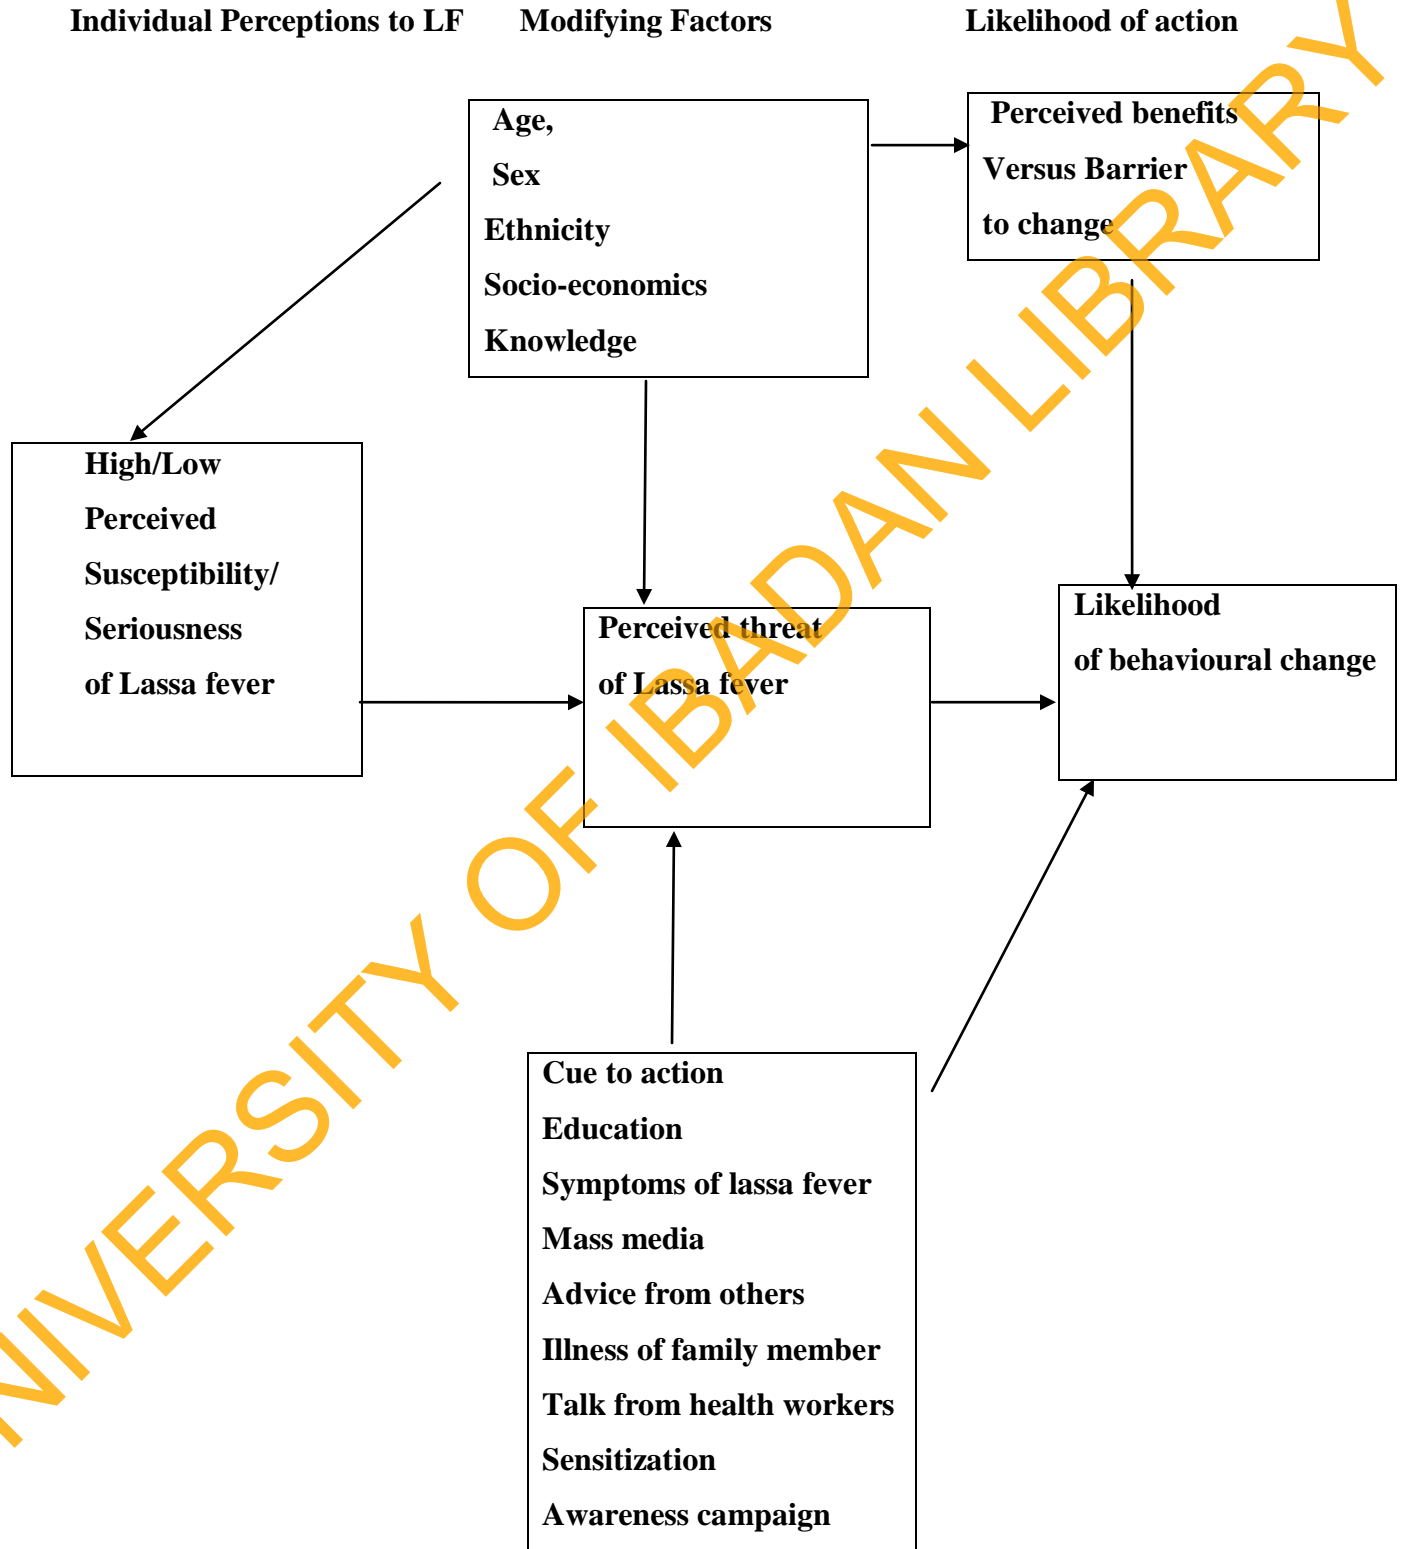 Individual Perceptions to LF Modifying Factors Likelihood of action
Age,
Sex
Ethnicity
Socio-economics
Knowledge
Perceived benefits
Versus Barrier
to change
High/Low
Perceived
Susceptibility/
Seriousness
of Lassa fever
Perceived threat
of Lassa fever
Likelihood
of behavioural change
Cue to action
Education
Symptoms of lassa fever
Mass media
Advice from others
Illness of family member
Talk from health workers
Sensitization
Awareness campaign
NIVERSITY OF IBADAN LIBRARY